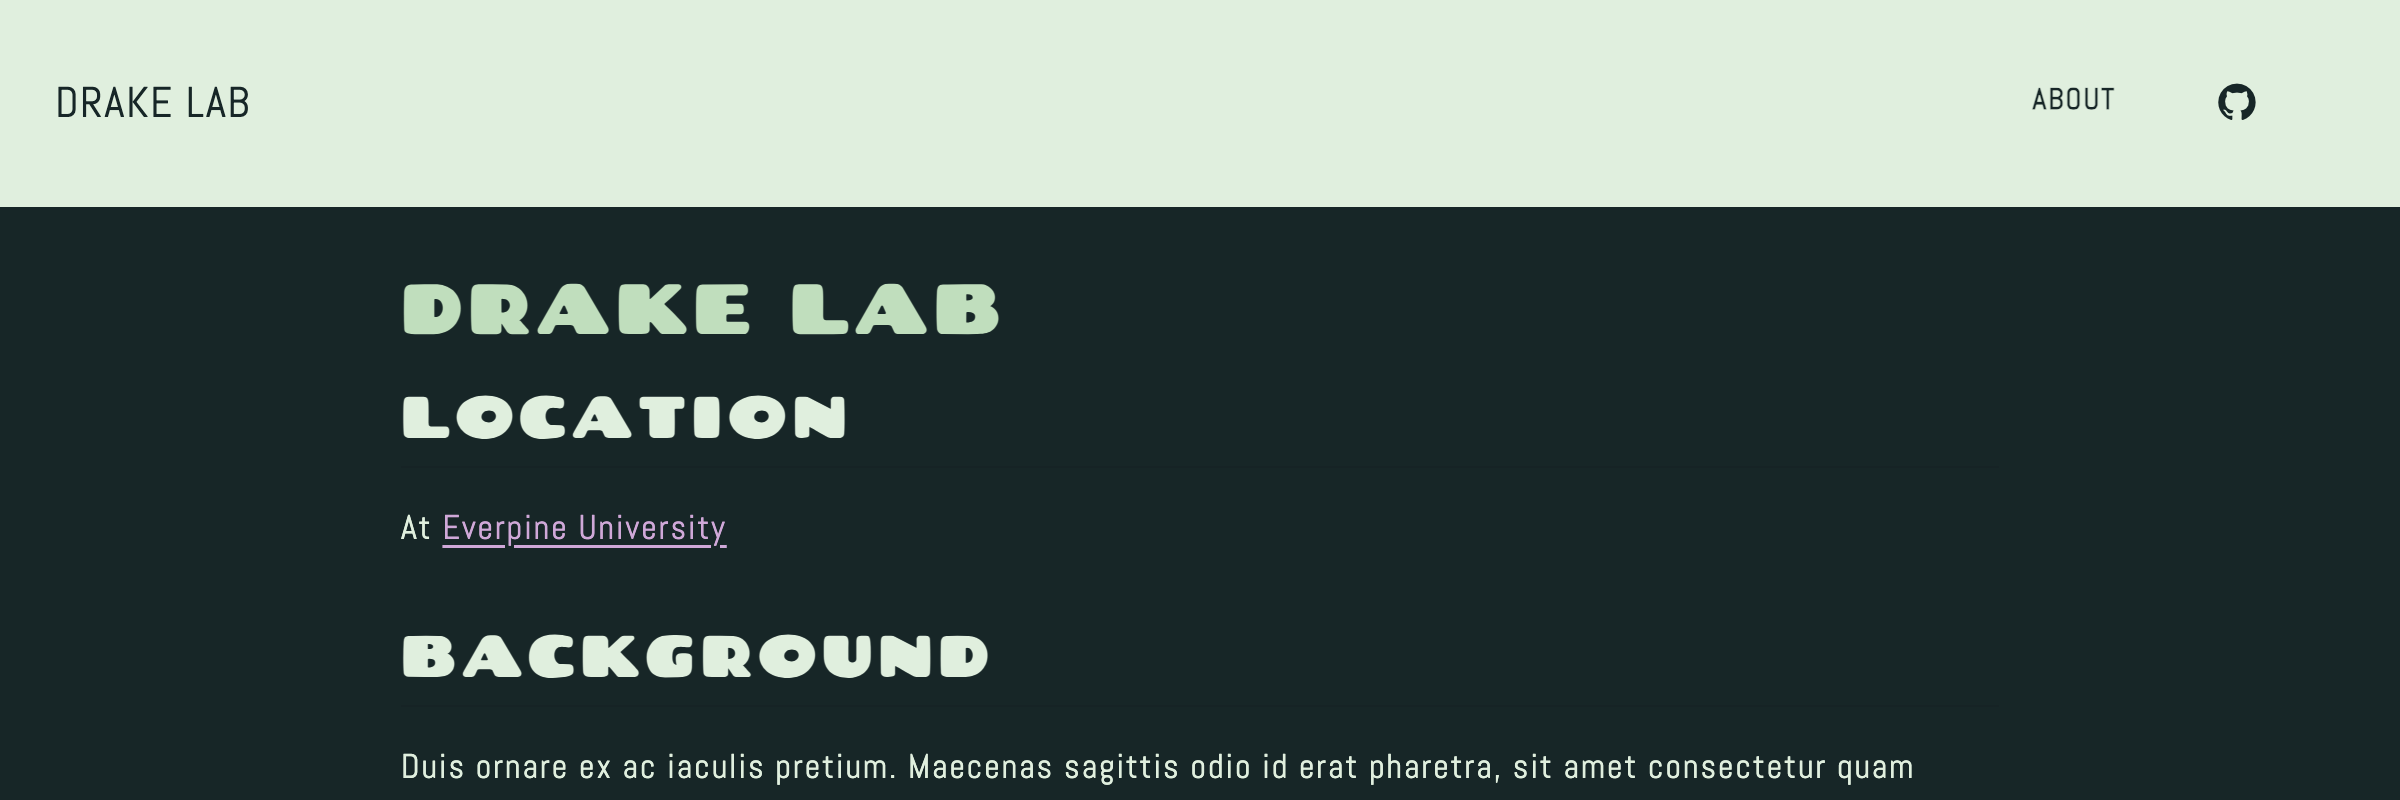 DRAKE LAB
ABOUT
DRAKE LAB
LOCATION
At Everpine University
BACKGROUND
Duis ornare ex ac iaculis pretium. Maecenas sagittis odio id erat pharetra, sit amet consectetur quam